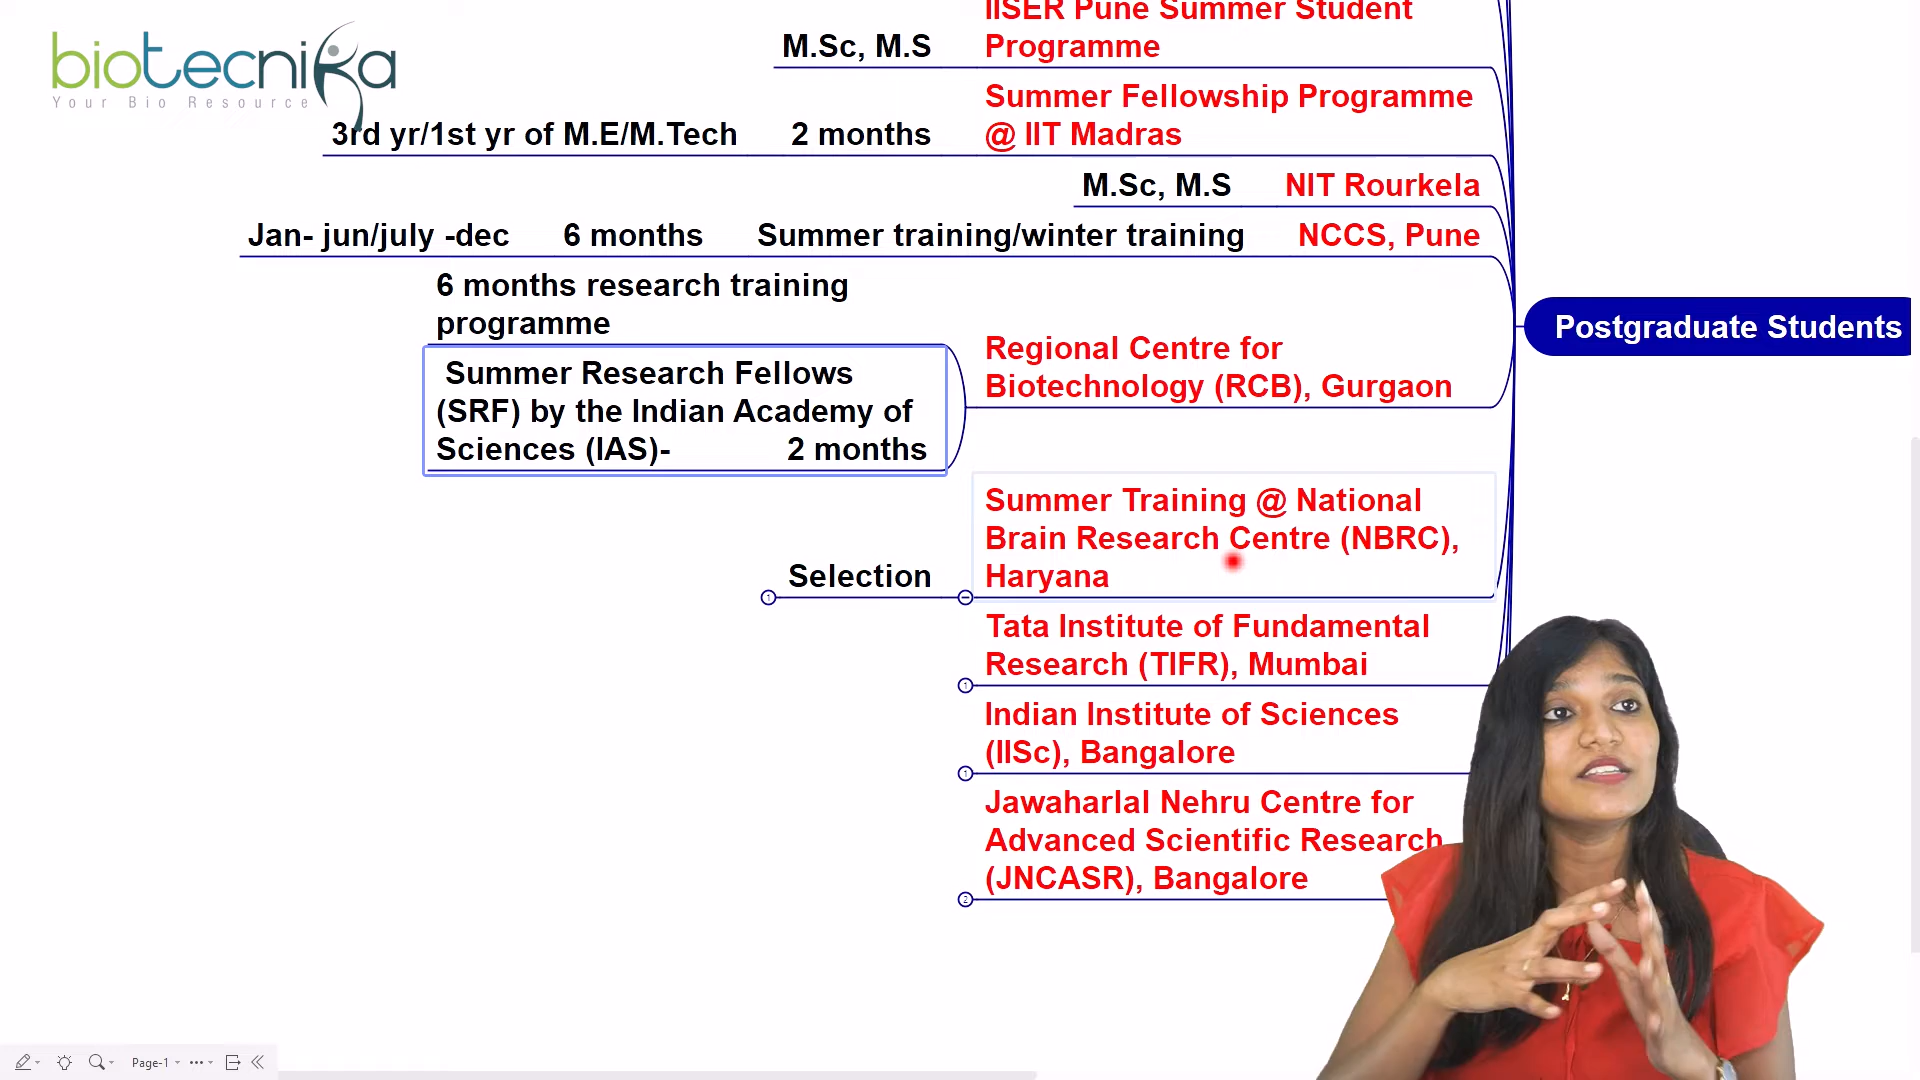 biotecnika
Your Bio Resource
IISER Pune Summer Student
Programme
M.Sc, M.S
Summer Fellowship Programme
@ IIT Madras
2 months
3rd yr/1st yr of M.E/M.Tech
NIT Rourkela
M.Sc, M.S
NCCS, Pune
Summer training/winter training
6 months
Jan- jun/july -dec
Postgraduate Students
Regional Centre for
Biotechnology (RCB), Gurgaon
6 months research training
programme
Summer Research Fellows
(SRF) by the Indian Academy of
Sciences (IAS)- 2 months
Summer Training @ National
Brain Research Centre (NBRC),
Haryana
Selection
1
Tata Institute of Fundamental
Research (TIFR), Mumbai
1
Indian Institute of Sciences
(IISc), Bangalore
1
Jawaharlal Nehru Centre for
Advanced Scientific Research
(JNCASR), Bangalore
2
Page-1